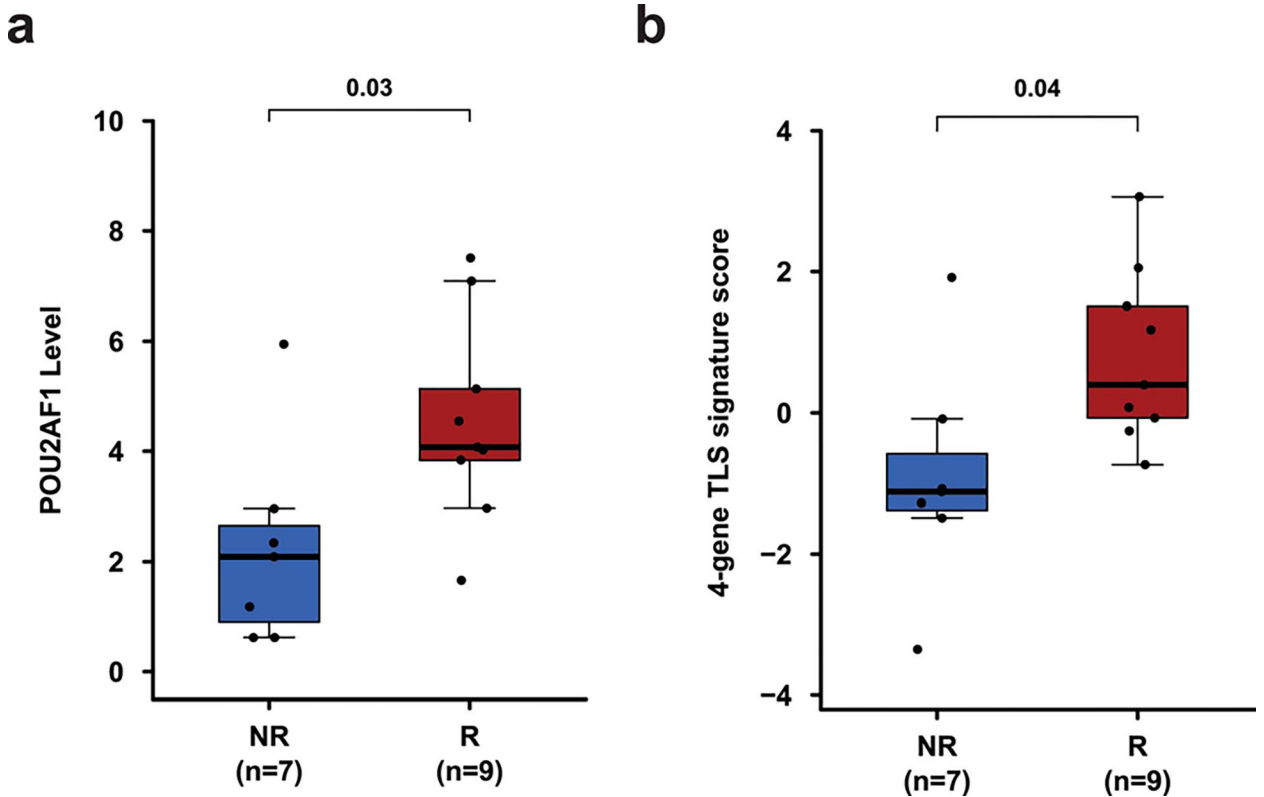 a
0.03
10
8
6
4
2
0
POU2AF1 Level
NR
(n=7)
R
(n=9)
b
0.04
4
2
0
−2
−4
4-gene TLS signature score
NR
(n=7)
R
(n=9)